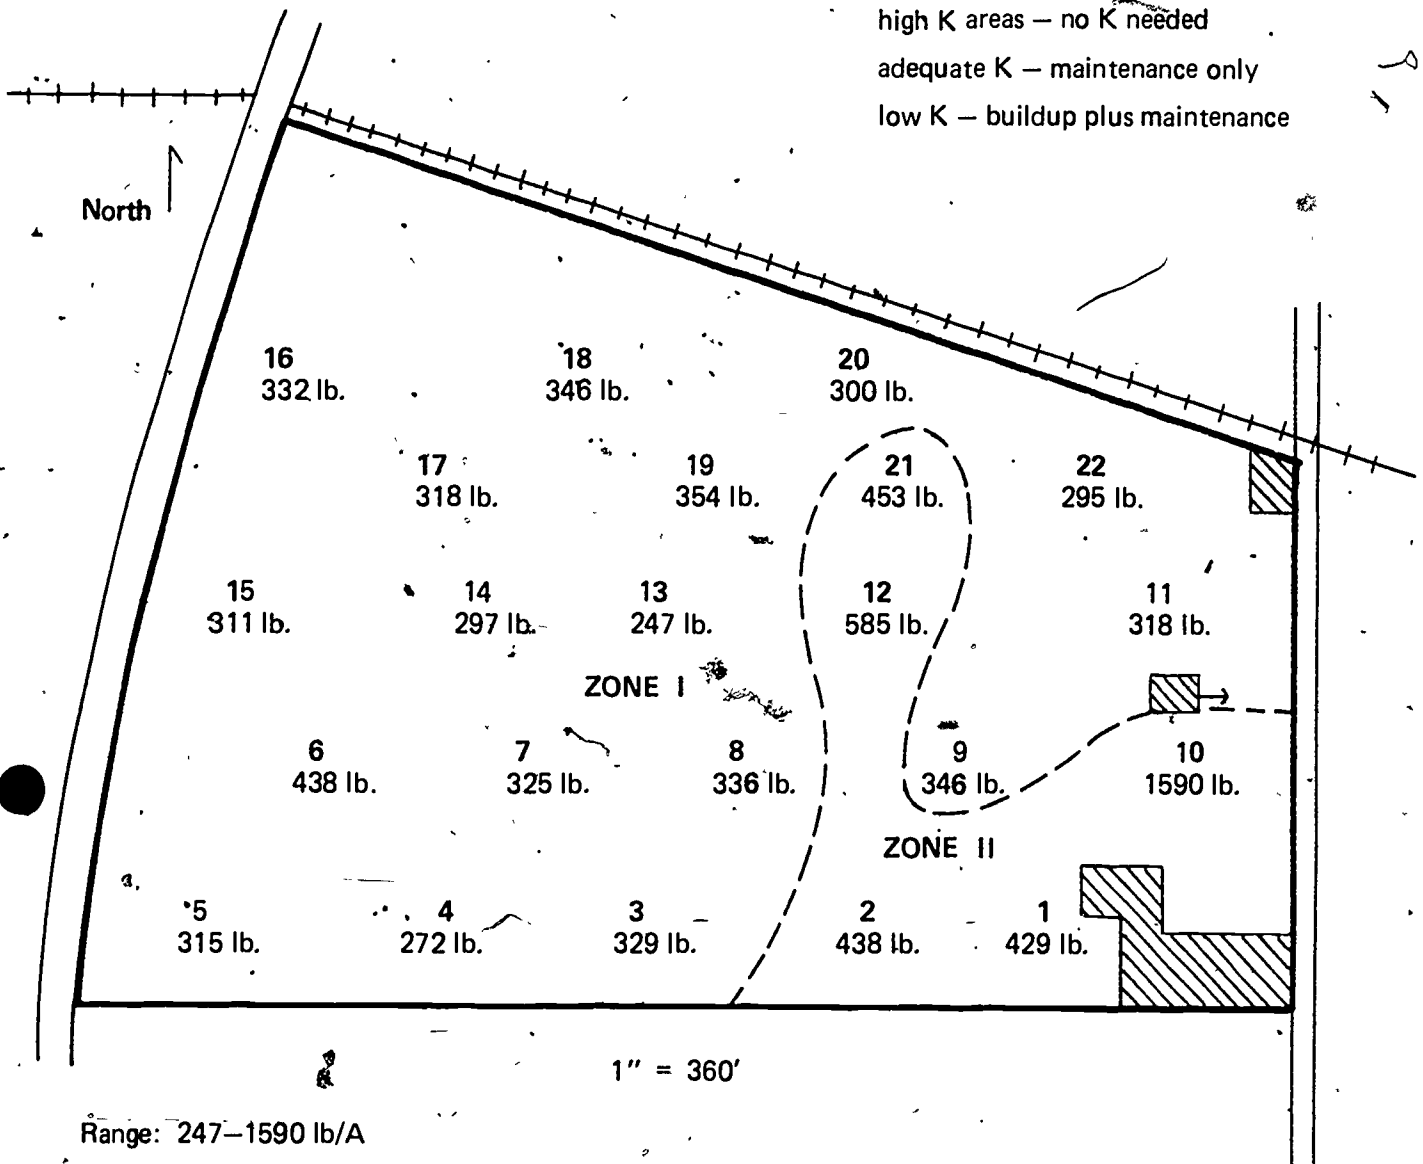 high K areas — no K needed
adequate K — maintenance only
low K — buildup plus maintenance
North
16
332 lb.
18
346 lb.
20
300 lb.
17
318 lb.
19
354 lb.
21
453 lb.
22
295 lb.
15
311 lb.
14
297 lb.
13
247 lb.
12
585 lb.
11
318 lb.
ZONE I
6
438 lb.
7
325 lb.
8
336 lb.
9
346 lb.
10
1590 lb.
ZONE II
5
315 lb.
4
272 lb.
3
329 lb.
2
438 lb.
1
429 lb.
1″ = 360′
Range: 247–1590 lb/A